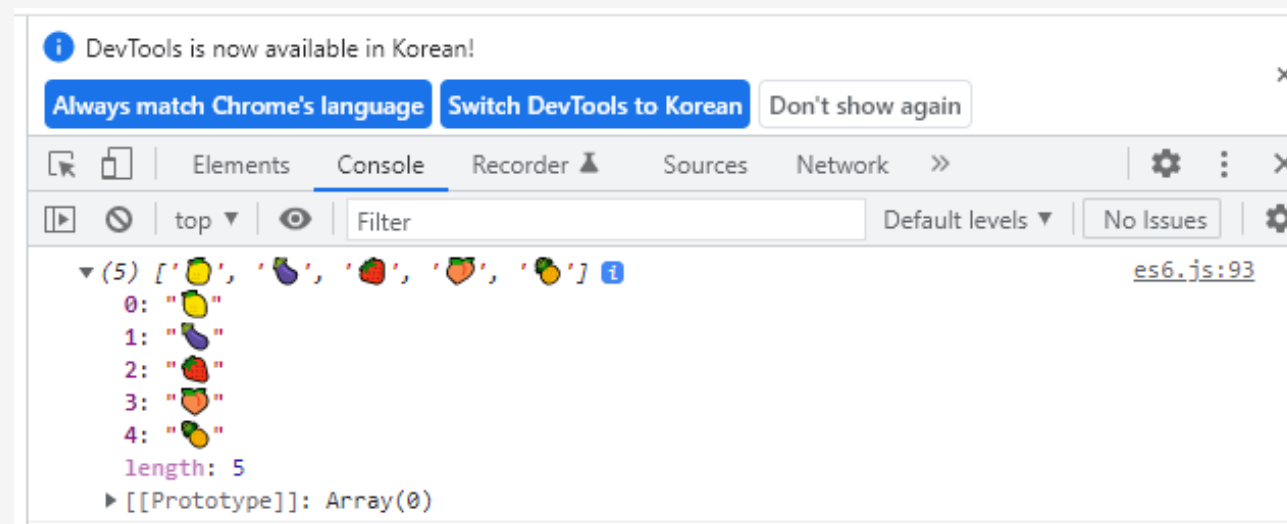 DevTools is now available in Korean!
Always match Chrome's language Switch DevTools to Korean Don't show again
Elements Console Recorder Sources Network »
top ▼ Filter Default levels ▼ No Issues
▼(5) ['🍋', '🍆', '🍓', '🍑', '🍍'] es6.js:93
0: "🍋"
1: "🍆"
2: "🍓"
3: "🍑"
4: "🍍"
length: 5
▶[[Prototype]]: Array(0)